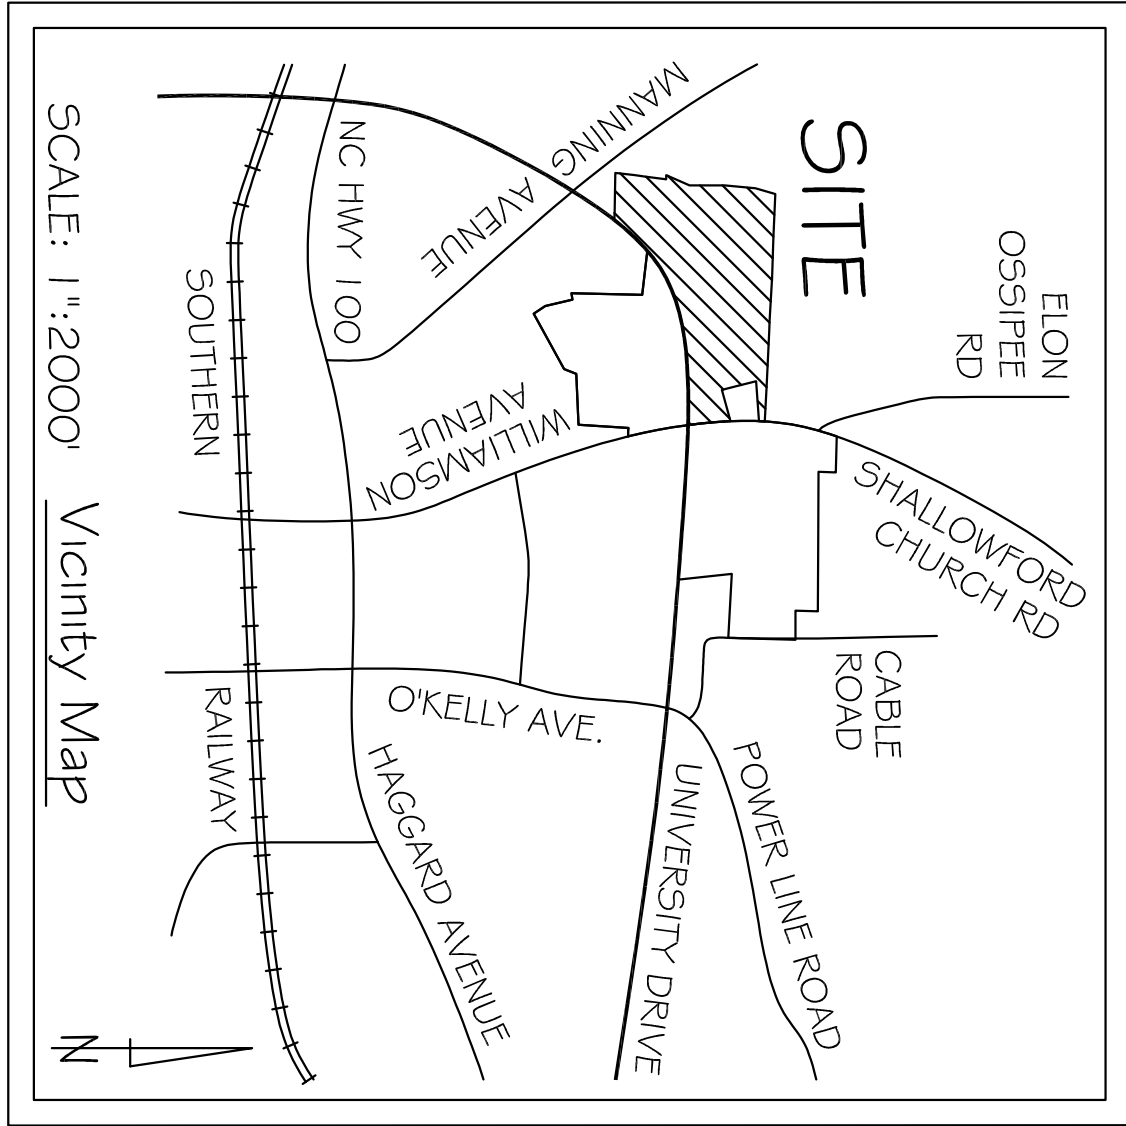 SITE
ELON
OSSIPEE
RD
MANNING
AVENUE
NC HWY 100
SHALLOWFORD
CHURCH RD
WILLIAMSON
AVENUE
CABLE
ROAD
O'KELLY AVE.
POWER LINE ROAD
UNIVERSITY DRIVE
HAGGARD AVENUE
SOUTHERN
RAILWAY
SCALE: 1":2000'
Vicinity Map
N